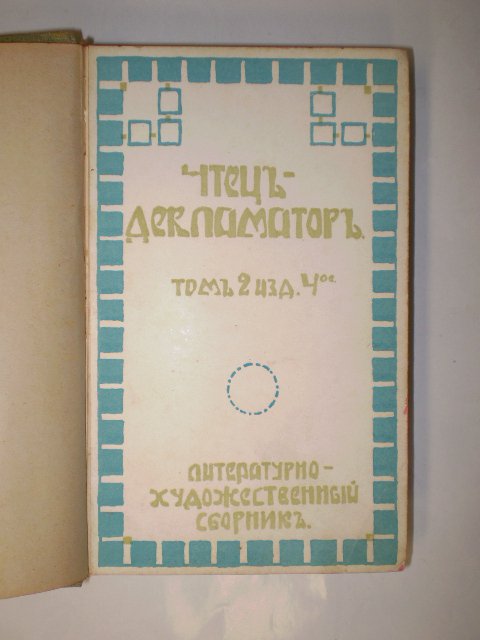 Чтецъ-
Декламаторъ.
Томъ 2 изд. 4ое.
Литературно-
художественный
сборникъ.